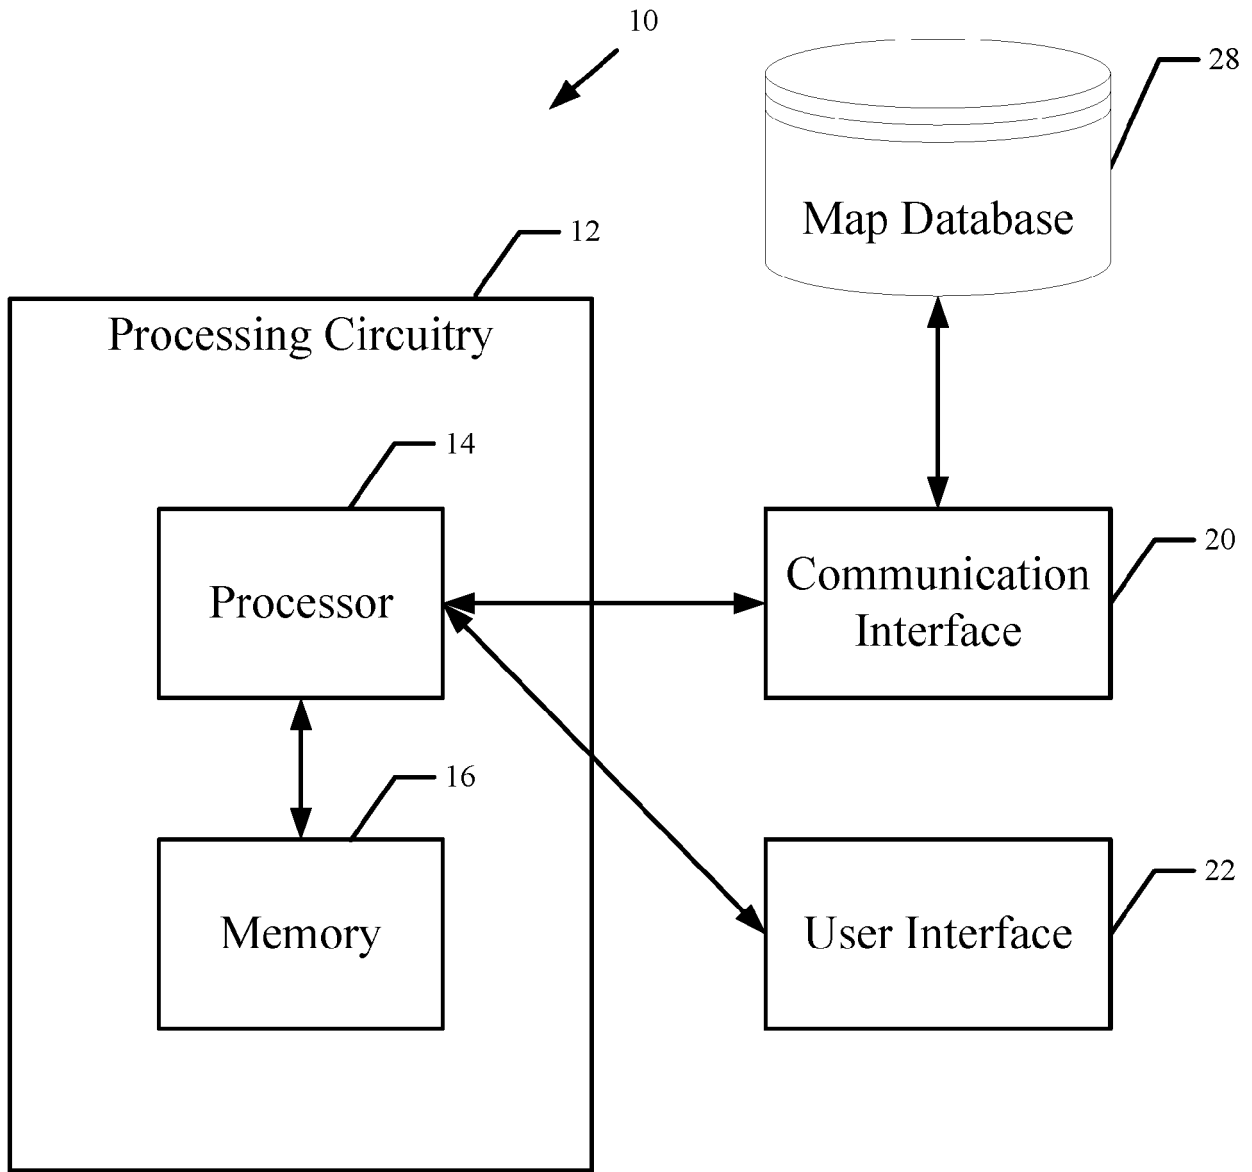 10
28
Map Database
12
Processing Circuitry
14
20
Processor
Communication
Interface
16
22
Memory
User Interface